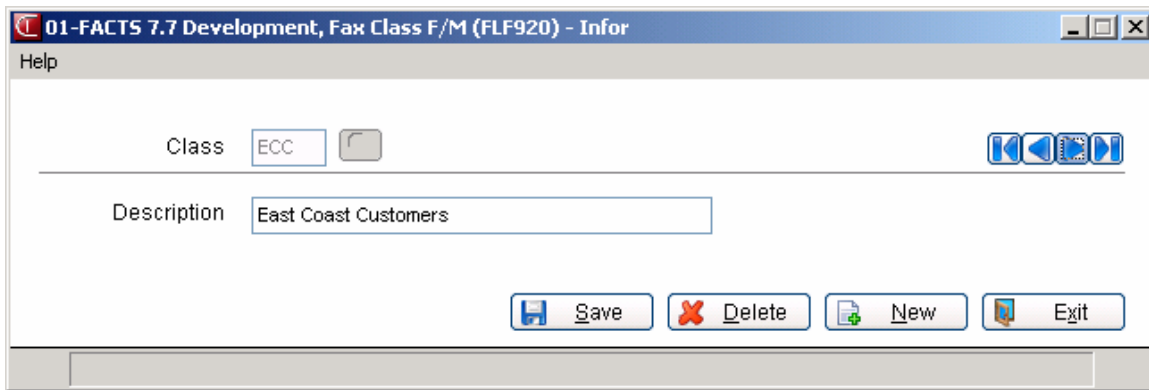 01-FACTS 7.7 Development, Fax Class F/M (FLF920) - Infor
Help
Class ECC
Description East Coast Customers
Save Delete New Exit